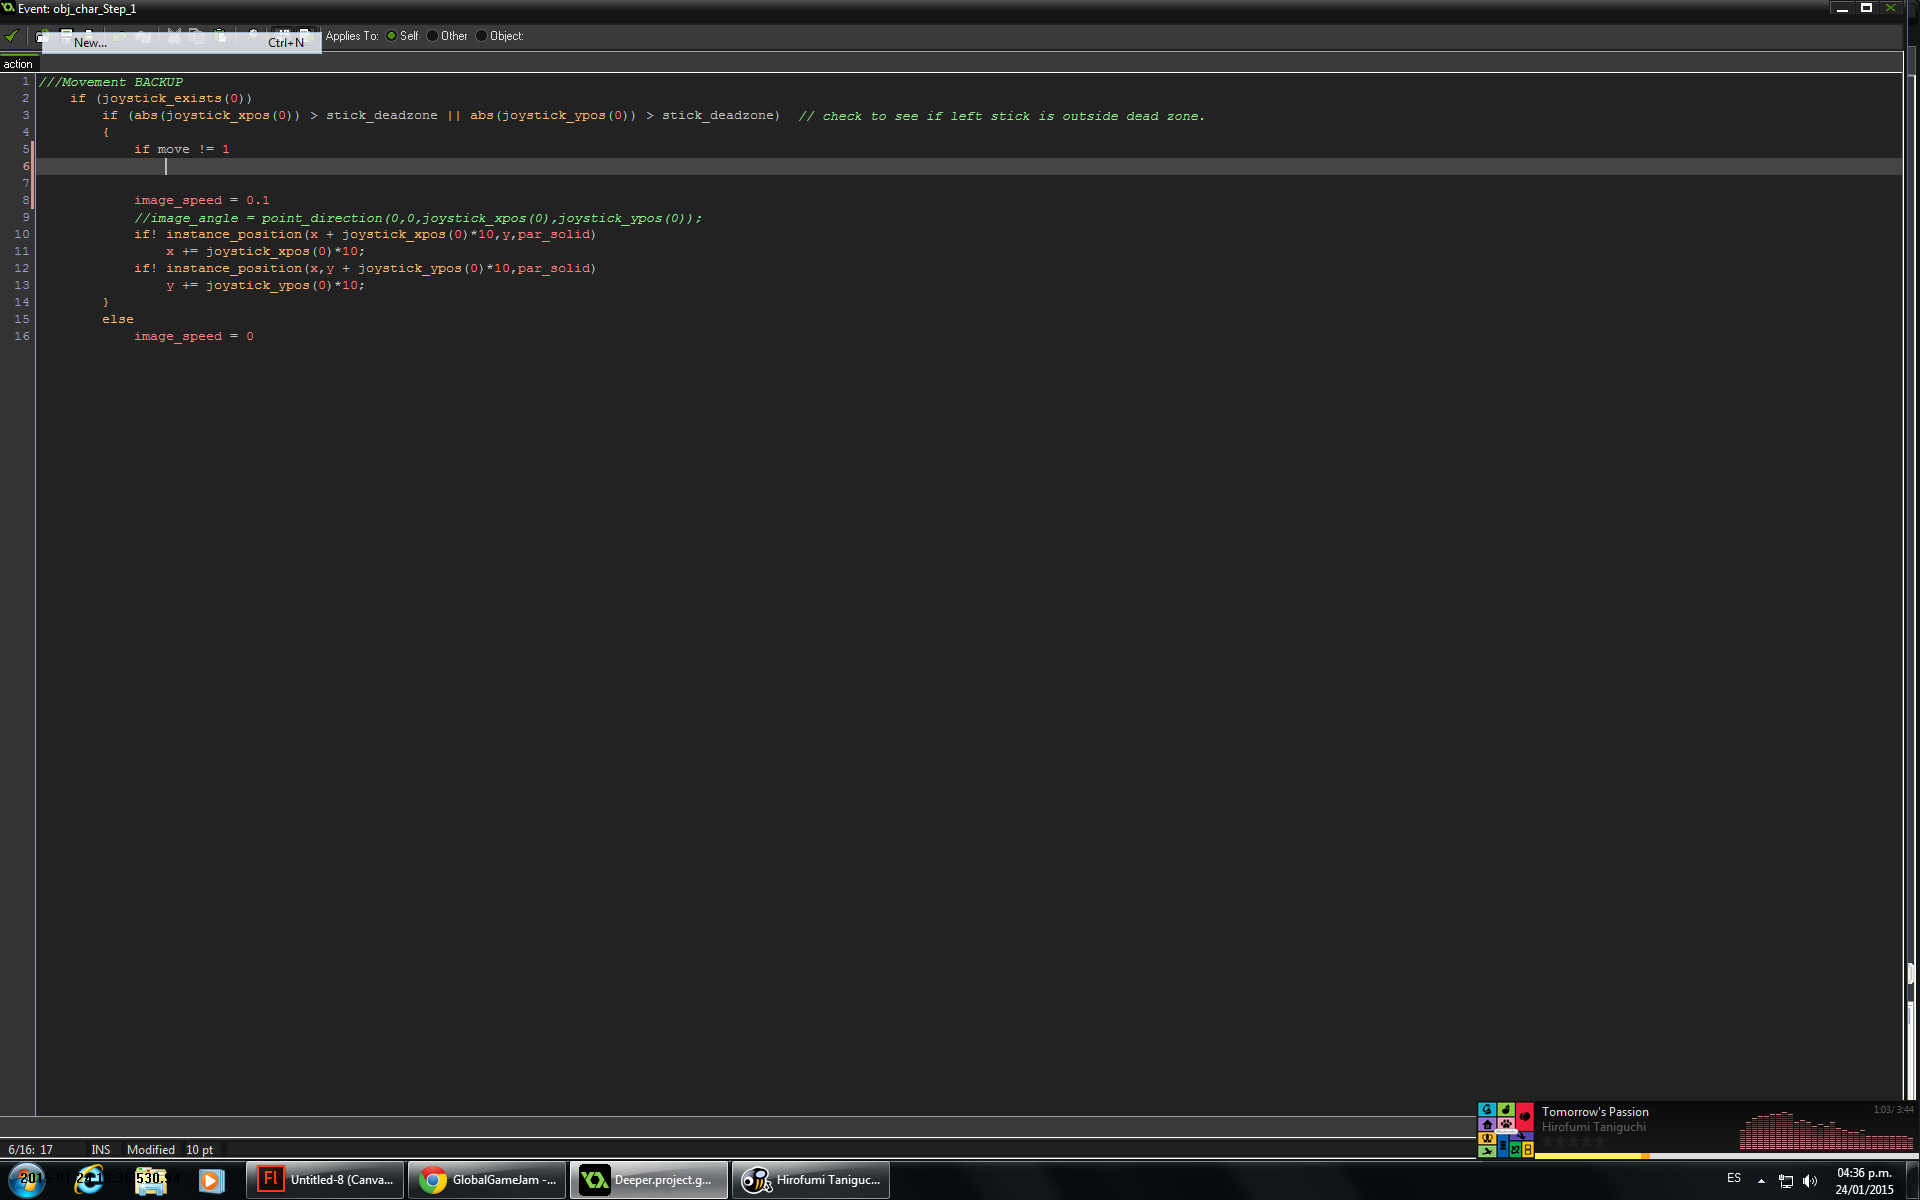 Event: obj_char_Step_1
New... Ctrl+N Applies To: Self Other Object:
action
1 ///Movement BACKUP
2 if (joystick_exists(0))
3 if (abs(joystick_xpos(0)) > stick_deadzone || abs(joystick_ypos(0)) > stick_deadzone) // check to see if left stick is outside dead zone.
4 {
5 if move != 1
6
7
8 image_speed = 0.1
9 //image_angle = point_direction(0,0,joystick_xpos(0),joystick_ypos(0));
10 if! instance_position(x + joystick_xpos(0)*10,y,par_solid)
11 x += joystick_xpos(0)*10;
12 if! instance_position(x,y + joystick_ypos(0)*10,par_solid)
13 y += joystick_ypos(0)*10;
14 }
15 else
16 image_speed = 0
Tomorrow's Passion
1:03/ 3:44
Hirofumi Taniguchi
6/16: 17 INS Modified 10 pt
Fl Untitled-8 (Canva...
GlobalGameJam -...
Deeper.project.g...
Hirofumi Taniguc...
ES
04:36 p.m.
24/01/2015